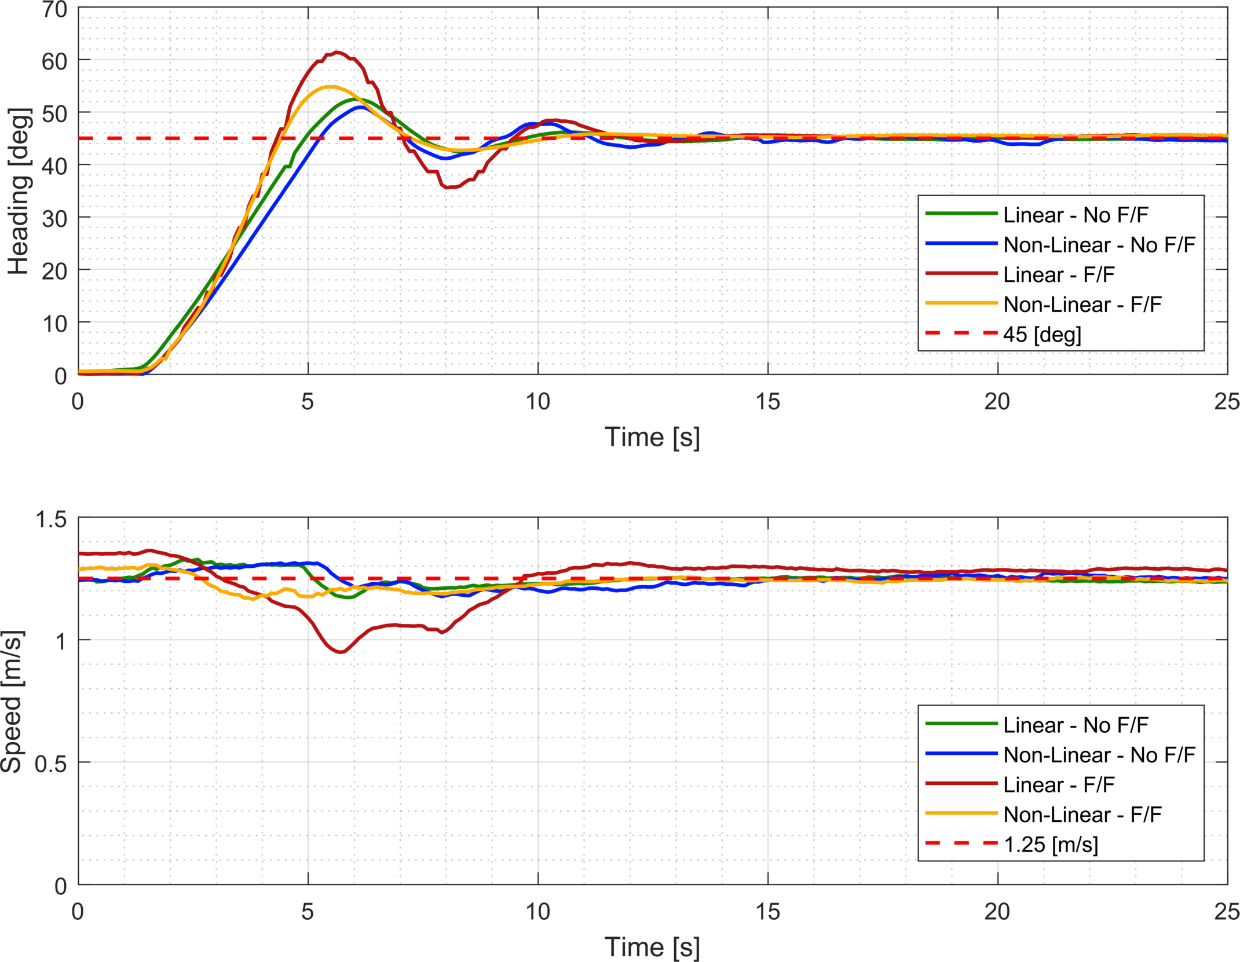 70
60
50
40
30
20
10
0
Heading [deg]
0 5 10 15 20 25
Time [s]
Linear - No F/F
Non-Linear - No F/F
Linear - F/F
Non-Linear - F/F
45 [deg]
1.5
1
0.5
0
Speed [m/s]
0 5 10 15 20 25
Time [s]
Linear - No F/F
Non-Linear - No F/F
Linear - F/F
Non-Linear - F/F
1.25 [m/s]